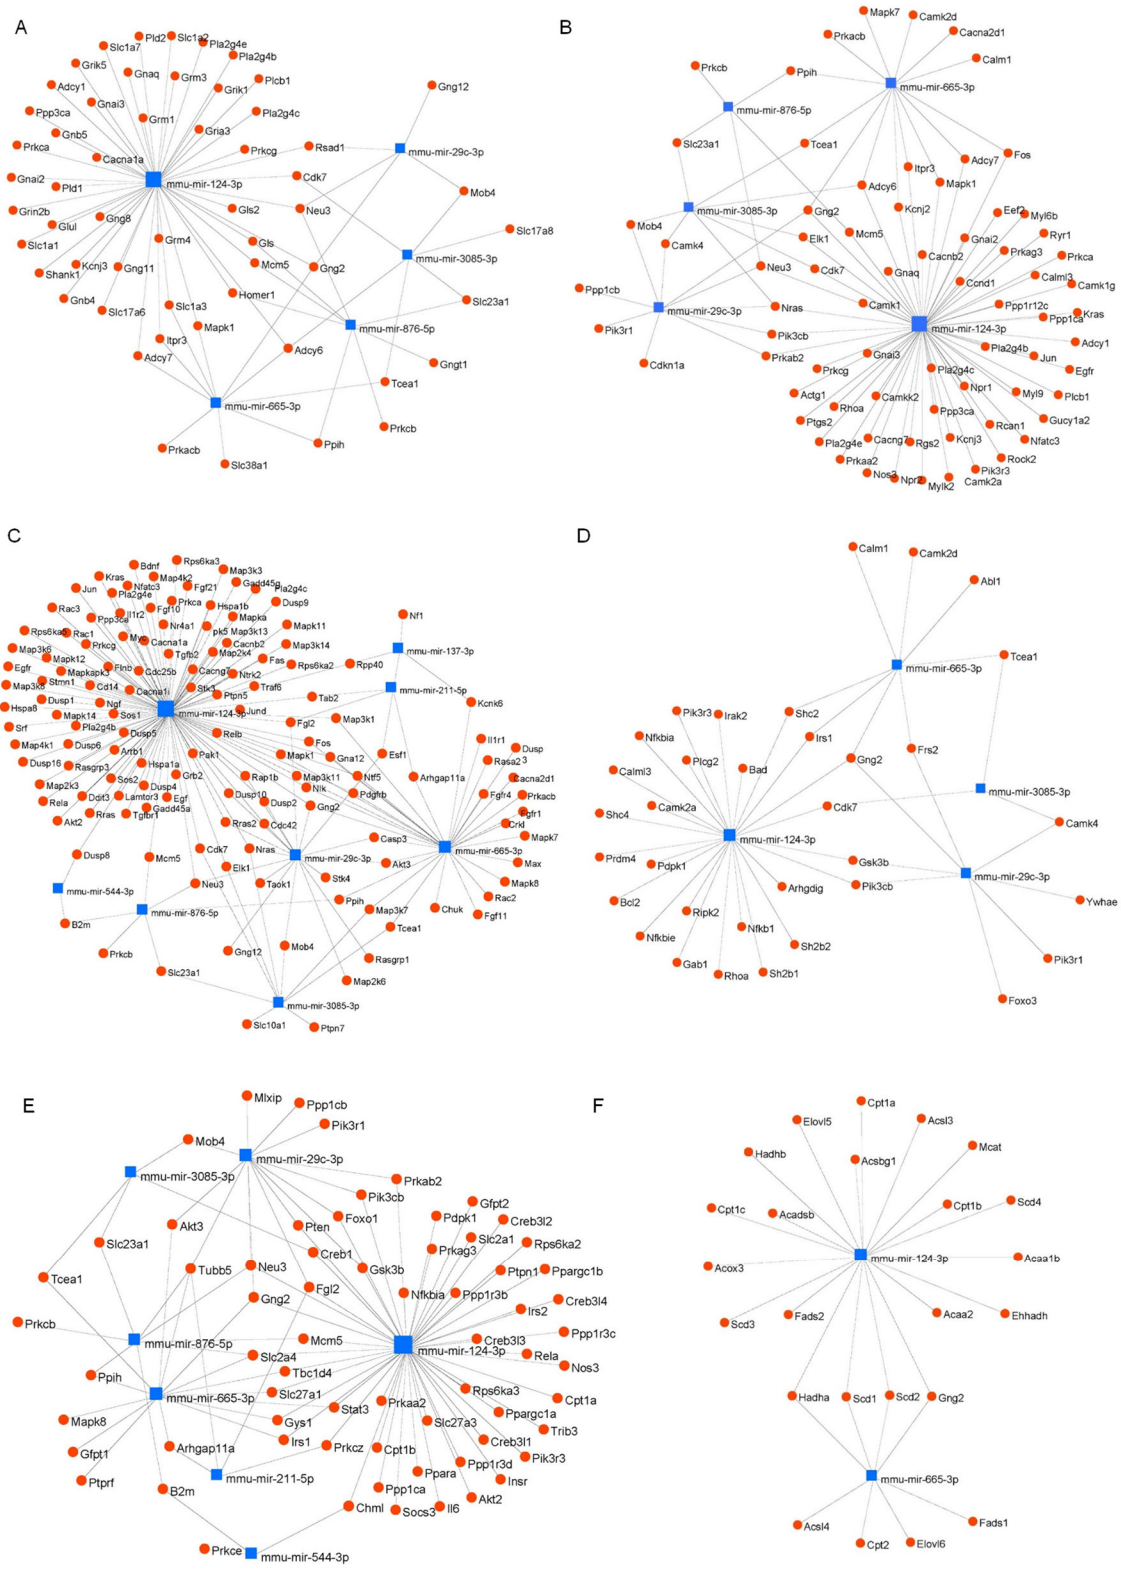 A
Pld2
Slc1a2
Pla2g4e
Slc1a7
Pla2g4b
Grik5
Gnaq
Grm3
Plcb1
Adcy1
Grik1
Gng12
Gnai3
Ppp3ca
Grm1
Pla2g4c
Gnb5
Gria3
Prkca
Cacna1a
Prkcg
Rsad1
mmu-mir-29c-3p
Gnai2
Pld1
mmu-mir-124-3p
Cdk7
Mob4
Grin2b
Gng8
Gls2
Neu3
Glul
Slc17a8
Slc1a1
Grm4
Gls
Kcnj3
Gng11
Mcm5
Gng2
mmu-mir-3085-3p
Shank1
Gnb4
Homer1
Slc23a1
Slc17a6
Slc1a3
Mapk1
mmu-mir-876-5p
Itpr3
Adcy7
Adcy6
Gngt1
Tcea1
mmu-mir-665-3p
Prkcb
Prkacb
Ppih
Slc38a1
B
Mapk7
Camk2d
Prkacb
Cacna2d1
Calm1
Prkcb
Ppih
mmu-mir-665-3p
mmu-mir-876-5p
Slc23a1
Tcea1
Fos
Adcy7
Itpr3
Adcy6
Mapk1
mmu-mir-3085-3p
Gng2
Kcnj2
Eef2
Myl6b
Mob4
Elk1
Mcm5
Gnai2
Ryr1
Camk4
Prkag3
Cacnb2
Prkca
Neu3
Cdk7
Gnaq
Ccnd1
Calml3
Camk1g
Ppp1cb
mmu-mir-29c-3p
Nras
Camk1
Ppp1r12c
Ppp1ca
Kras
Pik3r1
Pik3cb
mmu-mir-124-3p
Adcy1
Cdkn1a
Prkab2
Gnai3
Pla2g4b
Jun
Egfr
Prkcg
Pla2g4c
Actg1
Camkk2
Npr1
Myl9
Plcb1
Rhoa
Ppp3ca
Rcan1
Gucy1a2
Ptgs2
Pla2g4e
Cacng7
Rgs2
Kcnj3
Nfatc3
Prkaa2
Rock2
Nos3
Npr2
Mylk2
Pik3r3
Camk2a
C
Bdnf
Rps6ka3
Kras
Map4k2
Map3k3
Jun
Nfatc3
Fgf21
Gadd45g
Pla2g4c
Pla2g4e
Prkca
Dusp9
Rac3
Il1r2
Fgf10
Hspa1b
Ppp3ca
Nr4a1
Mapka
Mapk11
Nf1
Rps6ka5
Rac1
Myc
pk5
Map3k13
Map3k6
Prkcg
Cacna1a
Cacnb2
Map3k14
mmu-mir-137-3p
Mapk12
Tgfb2
Map2k4
Fas
Rps6ka2
Rpp40
Egfr
Mapkapk3
Flnb
Cdc25b
Cacng7
Ntrk2
Stmn1
Cd14
Cacna1i
Stk3
Traf6
mmu-mir-211-5p
Map3k8
Dusp1
Ngf
Ptpn5
Tab2
Kcnk6
Hspa8
Mapk14
Sos1
mmu-mir-124-3p
Jund
Fgl2
Map3k1
Srf
Pla2g4b
Dusp5
Relb
Fos
Il1r1
Map4k1
Dusp6
Arrb1
Pak1
Mapk1
Gna12
Esf1
Dusp
Rasa2
3
Dusp16
Rasgrp3
Hspa1a
Grb2
Rap1b
Map3k11
Ntf5
Arhgap11a
Cacna2d1
Map2k3
Sos2
Dusp4
Nlk
Pdgfrb
Fgfr4
Prkacb
Rela
Ddit3
Lamtor3
Egf
Dusp10
Dusp2
Gng2
Fgfr1
Akt2
Rras
Gadd45a
Tgfbr1
Rras2
Cdc42
Crkl
Casp3
Mapk7
Dusp8
Mcm5
Cdk7
Nras
mmu-mir-29c-3p
Akt3
mmu-mir-665-3p
Max
Elk1
Stk4
Mapk8
mmu-mir-544-3p
Neu3
Taok1
Ppih
Rac2
mmu-mir-876-5p
Map3k7
Chuk
Fgf11
B2m
Tcea1
Prkcb
Gng12
Mob4
Rasgrp1
Slc23a1
Map2k6
mmu-mir-3085-3p
Slc10a1
Ptpn7
D
Calm1
Camk2d
Abl1
Tcea1
mmu-mir-665-3p
Pik3r3
Irak2
Shc2
Nfkbia
Irs1
Frs2
Plcg2
Bad
Gng2
Calml3
mmu-mir-3085-3p
Camk2a
Cdk7
Shc4
Camk4
mmu-mir-124-3p
Prdm4
Pdpk1
Gsk3b
mmu-mir-29c-3p
Pik3cb
Arhgdig
Bcl2
Ywhae
Ripk2
Nfkb1
Nfkbie
Sh2b2
Pik3r1
Gab1
Rhoa
Sh2b1
Foxo3
E
Mlxip
Ppp1cb
Pik3r1
Mob4
mmu-mir-29c-3p
mmu-mir-3085-3p
Prkab2
Pik3cb
Gfpt2
Akt3
Pten
Foxo1
Pdpk1
Creb3l2
Slc23a1
Creb1
Slc2a1
Rps6ka2
Prkag3
Tcea1
Tubb5
Neu3
Gsk3b
Ptpn1
Ppargc1b
Fgl2
Nfkbia
Ppp1r3b
Gng2
Irs2
Creb3l4
Prkcb
mmu-mir-876-5p
Mcm5
mmu-mir-124-3p
Creb3l3
Ppp1r3c
Slc2a4
Rela
Nos3
Ppih
Tbc1d4
mmu-mir-665-3p
Slc27a1
Prkaa2
Rps6ka3
Cpt1a
Mapk8
Gys1
Stat3
Slc27a3
Ppargc1a
Trib3
Gfpt1
Arhgap11a
Irs1
Prkcz
Cpt1b
Creb3l1
Pik3r3
Ptprf
mmu-mir-211-5p
Ppara
Ppp1r3d
Insr
B2m
Ppp1ca
Akt2
Chml
Socs3
Il6
Prkce
mmu-mir-544-3p
F
Cpt1a
Elovl5
Acsl3
Hadhb
Acsbg1
Mcat
Cpt1c
Acadsb
Cpt1b
Scd4
mmu-mir-124-3p
Acaa1b
Acox3
Scd3
Fads2
Acaa2
Ehhadh
Hadha
Scd1
Scd2
Gng2
mmu-mir-665-3p
Acsl4
Fads1
Cpt2
Elovl6